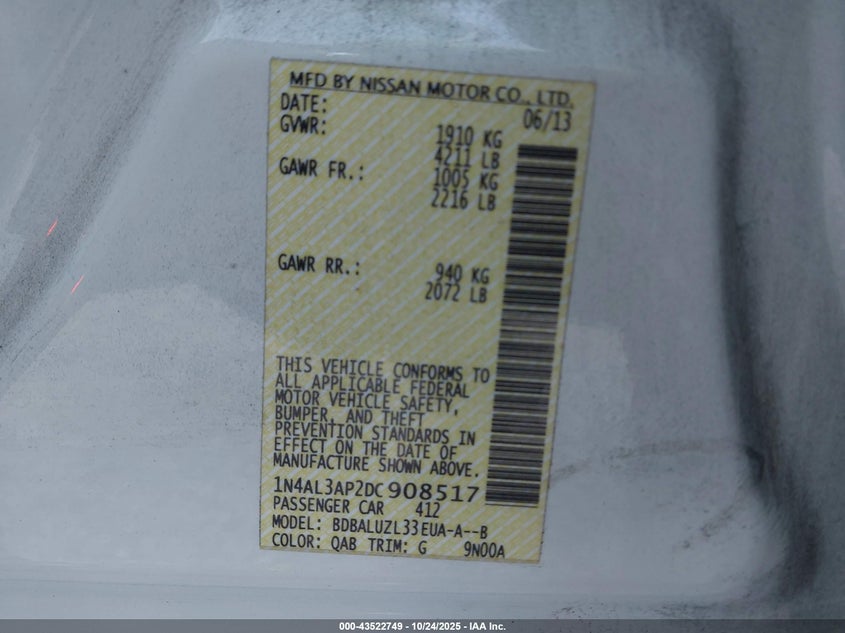 MFD BY NISSAN MOTOR CO., LTD.
DATE: 06/13
GVWR: 1910 KG
4211 LB
GAWR FR.: 1005 KG
2216 LB
GAWR RR.: 940 KG
2072 LB
THIS VEHICLE CONFORMS TO
ALL APPLICABLE FEDERAL
MOTOR VEHICLE SAFETY,
BUMPER, AND THEFT
PREVENTION STANDARDS IN
EFFECT ON THE DATE OF
MANUFACTURE SHOWN ABOVE.
1N4AL3AP2DC908517
PASSENGER CAR 412
MODEL: BDBALUZL33EUA-A--B
COLOR: QAB TRIM: G 9N00A
000-43522749 - 10/24/2025 - IAA Inc.